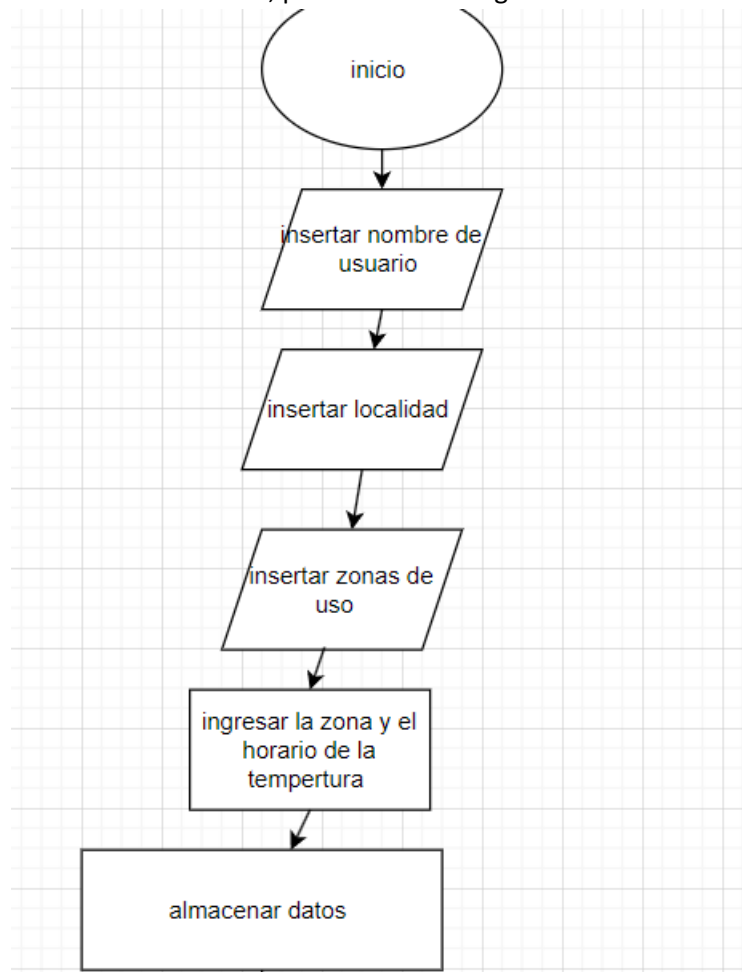 inicio
insertar nombre de
usuario
insertar localidad
insertar zonas de
uso
ingresar la zona y el
horario de la
tempertura
almacenar datos